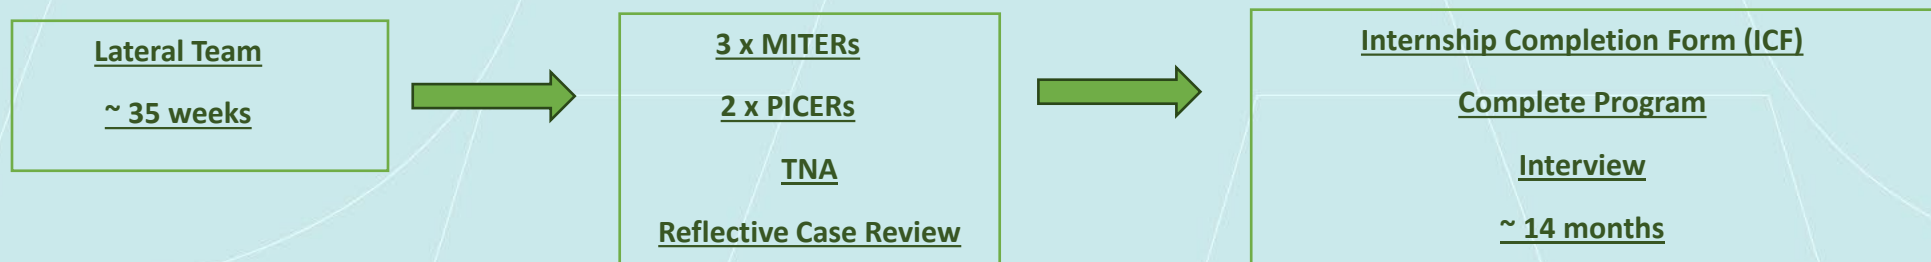 Lateral Team
~ 35 weeks
3 x MITERs
2 x PICERs
TNA
Reflective Case Review
Internship Completion Form (ICF)
Complete Program
Interview
~ 14 months